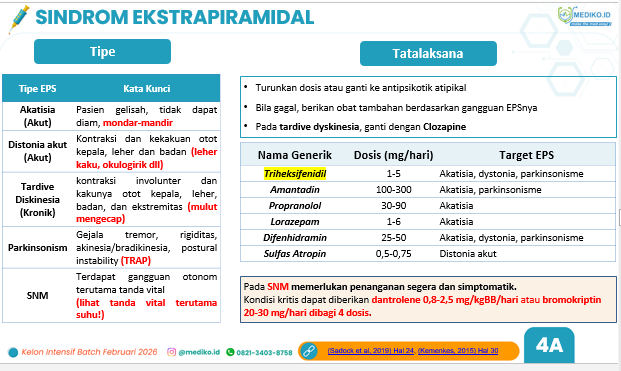 SINDROM EKSTRAPIRAMIDAL
MEDIKO.ID
Tipe
Tipe EPS Kata Kunci
Akatisia (Akut) Pasien gelisah, tidak dapat
diam, mondar-mandir
Distonia akut (Akut) Kontraksi dan kekakuan otot
kepala, leher dan badan (leher
kaku, okulogirik dll)
Tardive Diskinesia (Kronik) kontraksi involunter dan
kakunya otot kepala, leher,
badan, dan ekstremitas (mulut
mengecap)
Parkinsonism Gejala tremor, rigiditas,
akinesia/bradikinesia, postural
instability (TRAP)
SNM Terdapat gangguan otonom
terutama tanda vital
(lihat tanda vital terutama
suhu!)
Tatalaksana
• Turunkan dosis atau ganti ke antipsikotik atipikal
• Bila gagal, berikan obat tambahan berdasarkan gangguan EPSnya
• Pada tardive dyskinesia, ganti dengan Clozapine
Nama Generik Dosis (mg/hari) Target EPS
Triheksifenidil 1-5 Akatisia, dystonia, parkinsonisme
Amantadin 100-300 Akatisia, parkinsonisme
Propranolol 30-90 Akatisia
Lorazepam 1-6 Akatisia
Difenhidramin 25-50 Akatisia, dystonia, parkinsonisme
Sulfas Atropin 0,5-0,75 Distonia akut
Pada SNM memerlukan penanganan segera dan simptomatik.
Kondisi kritis dapat diberikan dantrolene 0,8-2,5 mg/kgBB/hari atau bromokriptin
20-30 mg/hari dibagi 4 dosis.
Kelon Intensif Batch Februari 2026 @mediko.id 0821-3403-8758 (Sadock et al, 2019) Hal 24, (Kemenkes, 2015) Hal 30 4A